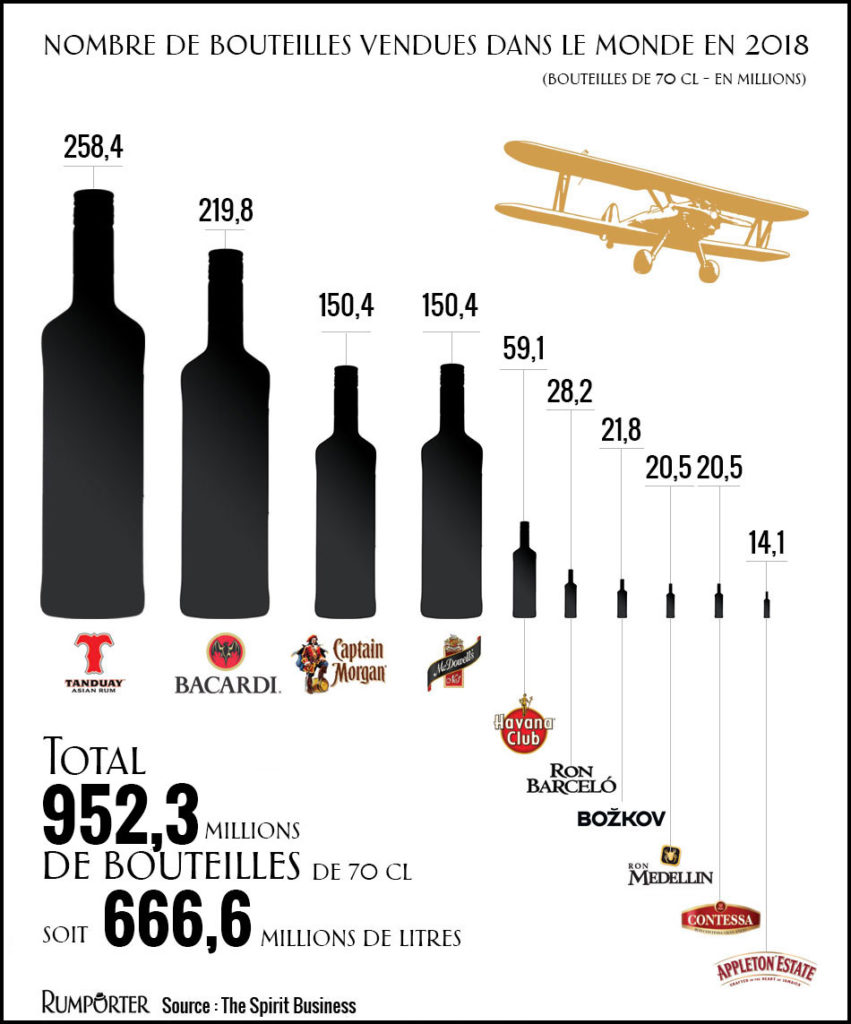 NOMBRE DE BOUTEILLES VENDUES DANS LE MONDE EN 2018
(BOUTEILLES DE 70 CL - EN MILLIONS)
258,4
219,8
150,4
150,4
59,1
28,2
21,8
20,5
20,5
14,1
TANDUAY
ASIAN RUM
BACARDI.
Captain
Morgan
McDowell's
No1
Havana
Club
RON
BARCELÓ
BOŽKOV
RON
MEDELLIN
CONTESSA
APPLETON ESTATE
TOTAL
952,3 MILLIONS
DE BOUTEILLES DE 70 CL
SOIT 666,6 MILLIONS DE LITRES
RUMPORTER Source : The Spirit Business